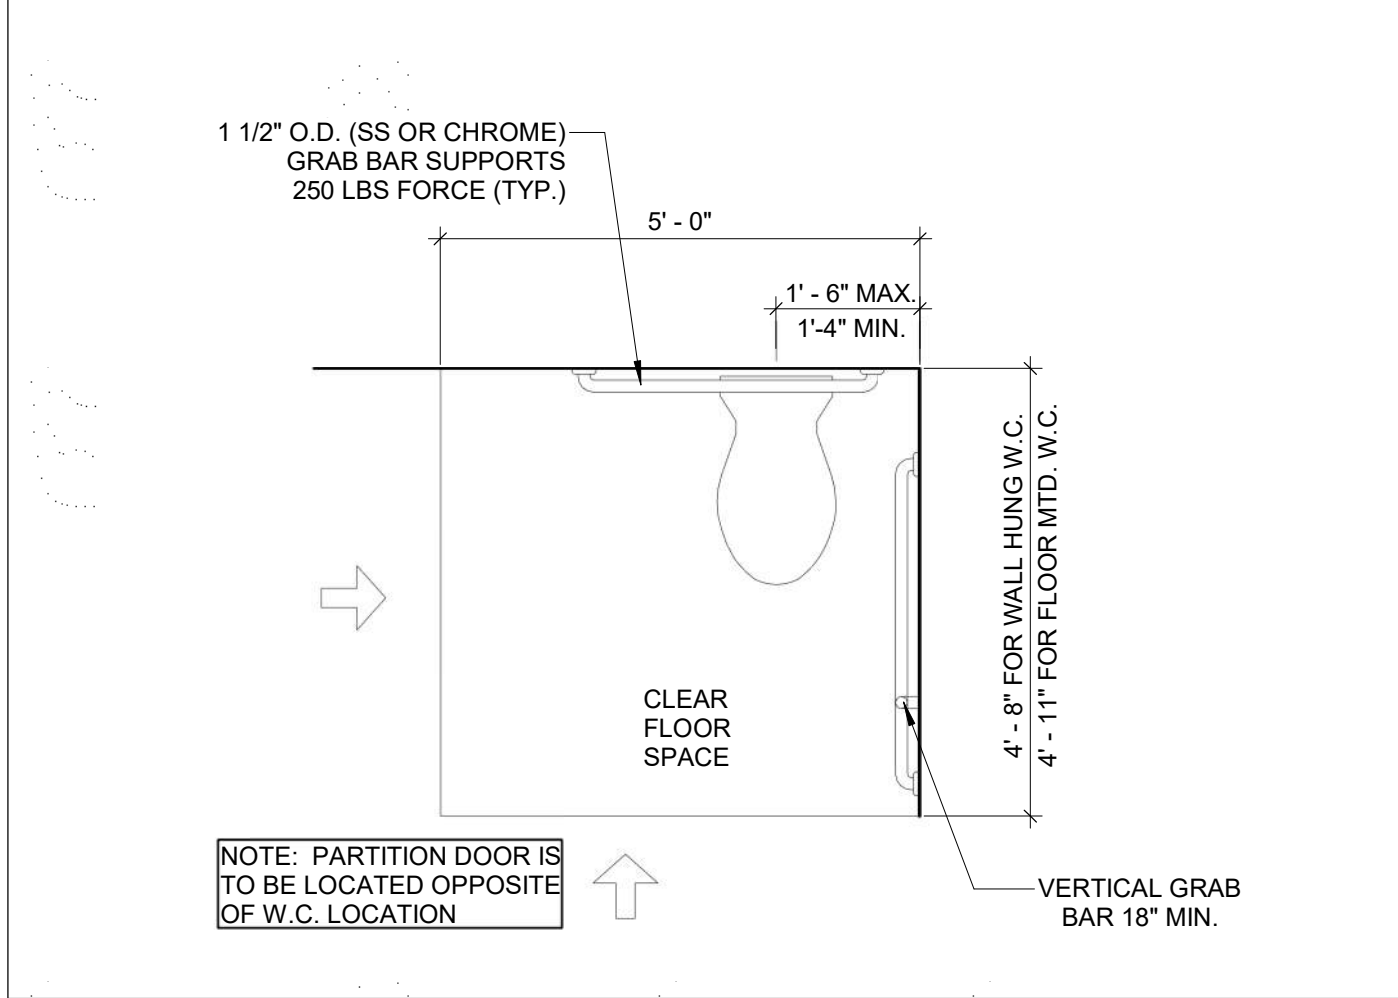 1 1/2" O.D. (SS OR CHROME)
GRAB BAR SUPPORTS
250 LBS FORCE (TYP.)
5' - 0"
1' - 6" MAX.
1'-4" MIN.
4' - 8" FOR WALL HUNG W.C.
4' - 11" FOR FLOOR MTD. W.C.
CLEAR
FLOOR
SPACE
NOTE:  PARTITION DOOR IS
TO BE LOCATED OPPOSITE
OF W.C. LOCATION
VERTICAL GRAB
BAR 18" MIN.